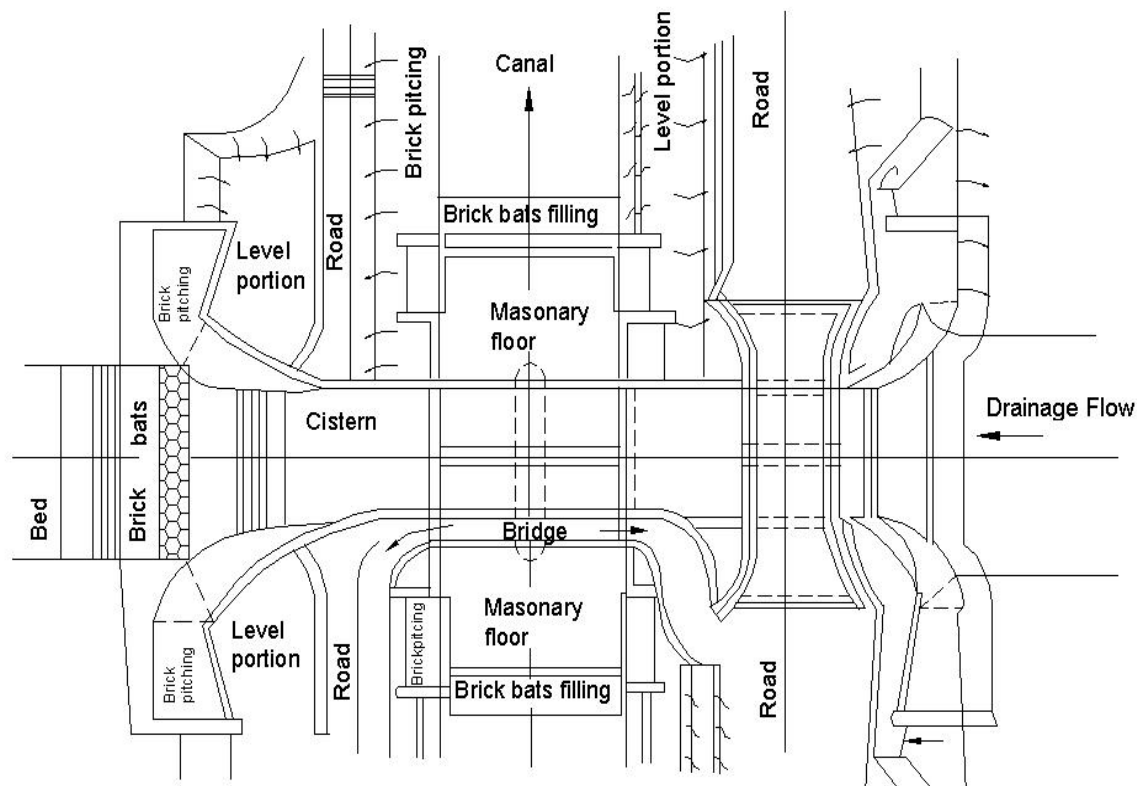 Canal
Brick pitcing
Level portion
Road
Brick bats filling
Level
portion
Road
Brick
pitching
Masonary
floor
Cistern
Drainage Flow
bats
Brick
Bed
Bridge
Masonary
floor
Brickpitcing
Level
portion
Road
Brick
pitching
Brick bats filling
Road